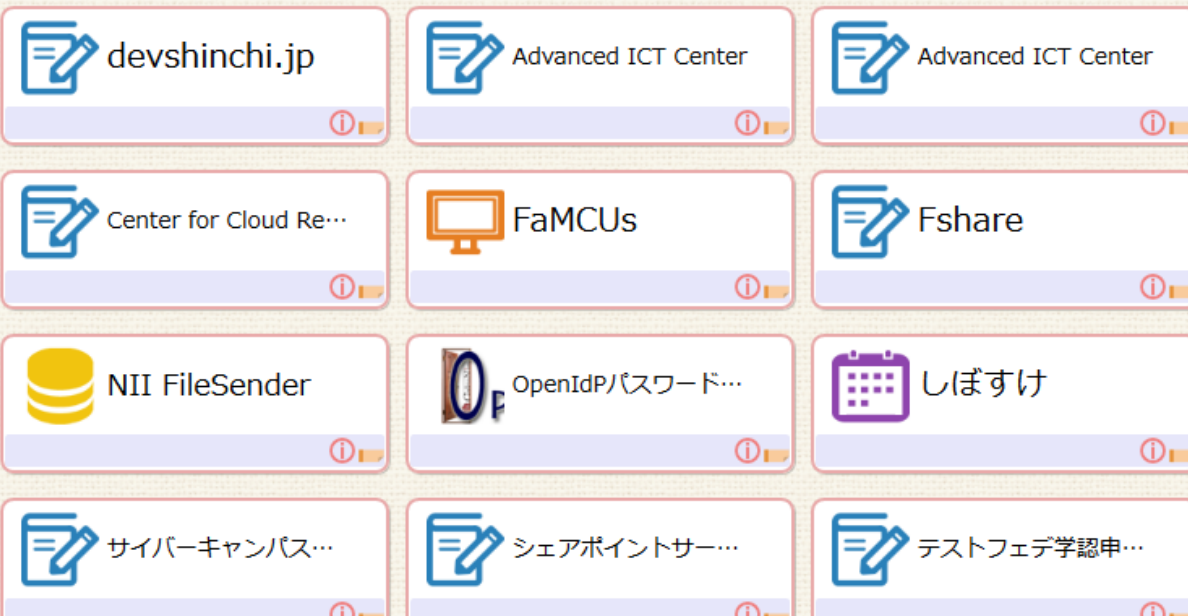 devshinchi.jp
Advanced ICT Center
Advanced ICT Center
Center for Cloud Re…
FaMCUs
Fshare
NII FileSender
OpenIdPパスワード…
しぼすけ
サイバーキャンパス…
シェアポイントサー…
テストフェデ学認申…